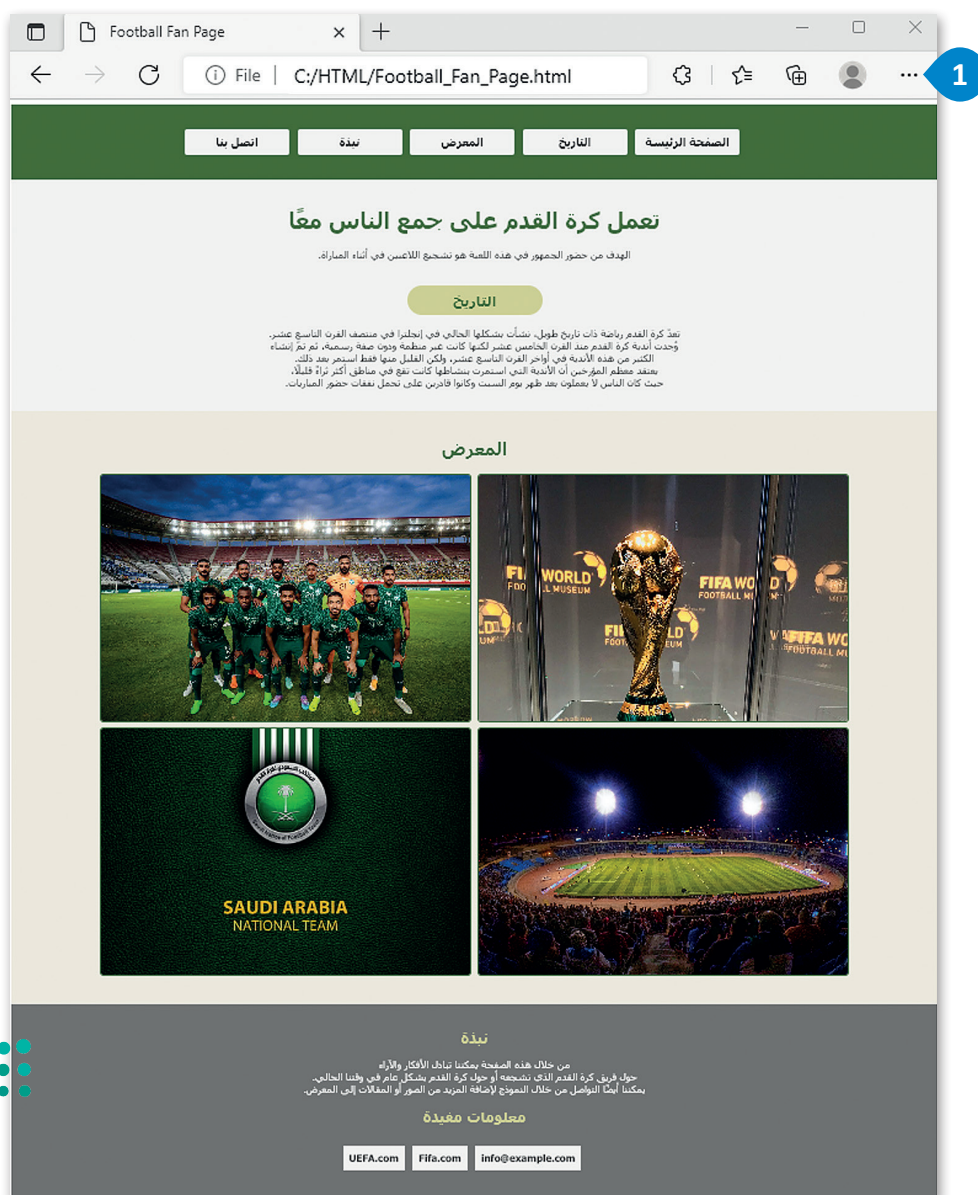 Football Fan Page
File
C:/HTML/Football_Fan_Page.html
1
الصفحة الرئيسة
التاريخ
المعرض
نبذة
اتصل بنا
تعمل كرة القدم على جمع الناس معًا
الهدف من حضور الجمهور في هذه اللعبة هو تشجيع اللاعبين في أثناء المباراة.
التاريخ
تعدّ كرة القدم رياضة ذات تاريخ طويل، نشأت بشكلها الحالي في إنجلترا في منتصف القرن التاسع عشر.
وُجدت أندية كرة القدم منذ القرن الخامس عشر لكنها كانت غير منظمة ودون صفة رسمية، ثم تمّ إنشاء
الكثير من هذه الأندية في أواخر القرن التاسع عشر، ولكن القليل منها فقط استمر بعد ذلك.
يعتقد معظم المؤرخين أن الأندية التي استمرت بنشاطها كانت تقع في مناطق أكثر ثراءً قليلًا،
حيث كان الناس لا يعملون بعد ظهر يوم السبت وكانوا قادرين على تحمل نفقات حضور المباريات.
المعرض
WORLD
FIFA WO
SAUDI ARABIA
NATIONAL TEAM
نبذة
من خلال هذه الصفحة يمكننا تبادل الأفكار والآراء
حول فريق كرة القدم الذي نشجعه أو حول كرة القدم بشكل عام في وقتنا الحالي.
يمكننا أيضًا التواصل من خلال النموذج لإضافة المزيد من الصور أو المقالات إلى المعرض.
معلومات مفيدة
UEFA.com
Fifa.com
info@example.com